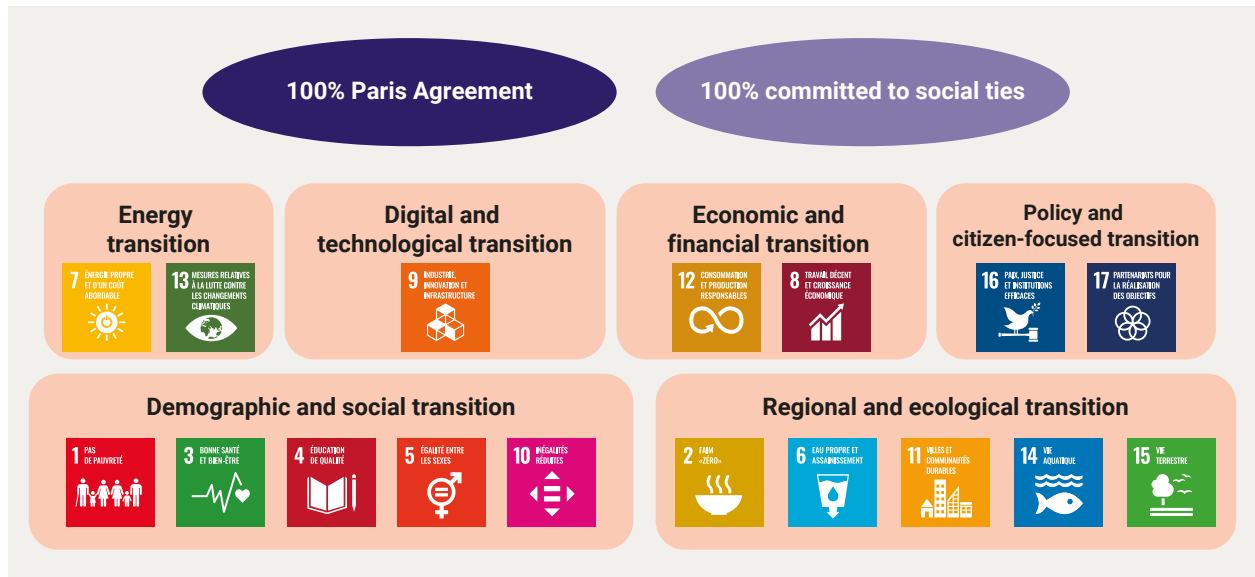 100% Paris Agreement
100% committed to social ties
Energy
transition
7 ÉNERGIE PROPRE
ET D'UN COÛT
ABORDABLE
13 MESURES RELATIVES
À LA LUTTE CONTRE
LES CHANGEMENTS
CLIMATIQUES
Digital and
technological transition
9 INDUSTRIE,
INNOVATION ET
INFRASTRUCTURE
Economic and
financial transition
12 CONSOMMATION
ET PRODUCTION
RESPONSABLES
8 TRAVAIL DÉCENT
ET CROISSANCE
ÉCONOMIQUE
Policy and
citizen-focused transition
16 PAIX, JUSTICE
ET INSTITUTIONS
EFFICACES
17 PARTENARIATS POUR
LA RÉALISATION
DES OBJECTIFS
Demographic and social transition
1 PAS
DE PAUVRETÉ
3 BONNE SANTÉ
ET BIEN-ÊTRE
4 ÉDUCATION
DE QUALITÉ
5 ÉGALITÉ ENTRE
LES SEXES
10 INÉGALITÉS
RÉDUITES
Regional and ecological transition
2 FAIM
«ZÉRO»
6 EAU PROPRE ET
ASSAINISSEMENT
11 VILLES ET
COMMUNAUTÉS
DURABLES
14 VIE
AQUATIQUE
15 VIE
TERRESTRE